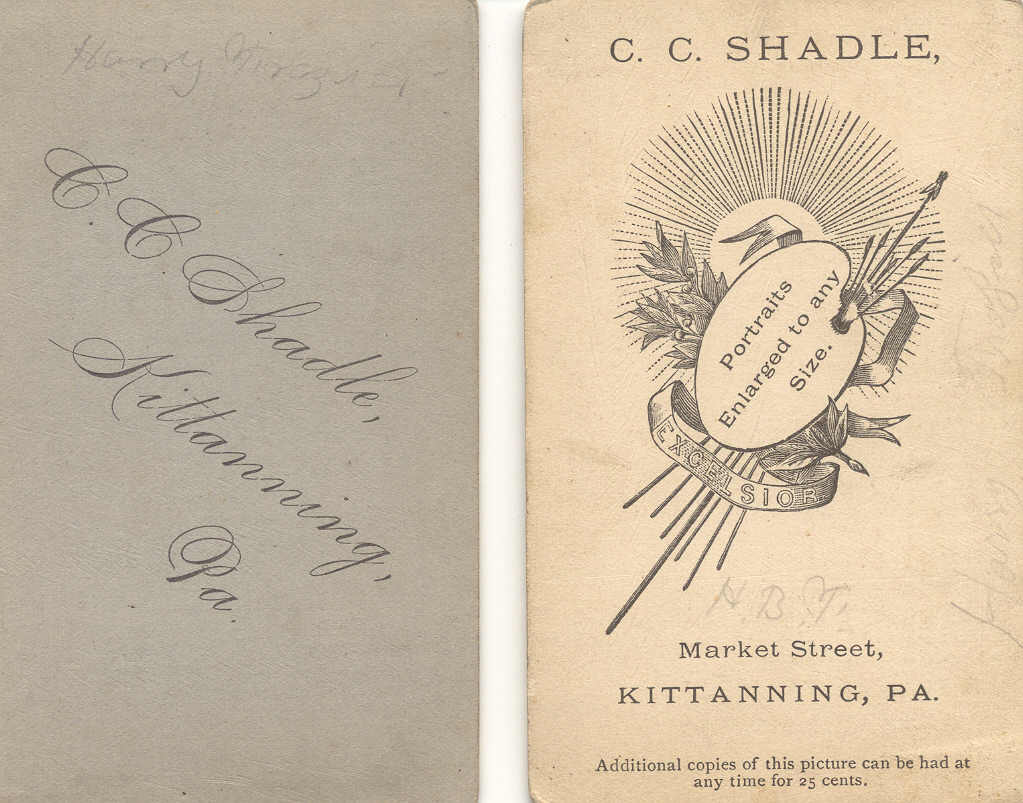 Harry
C. C. Shadle,
Kittanning,
Pa.
C. C. SHADLE,
Portraits
Enlarged to any
Size.
EXCELSIOR
H. B. T.
Market Street,
KITTANNING, PA.
Additional copies of this picture can be had at
any time for 25 cents.
Harry